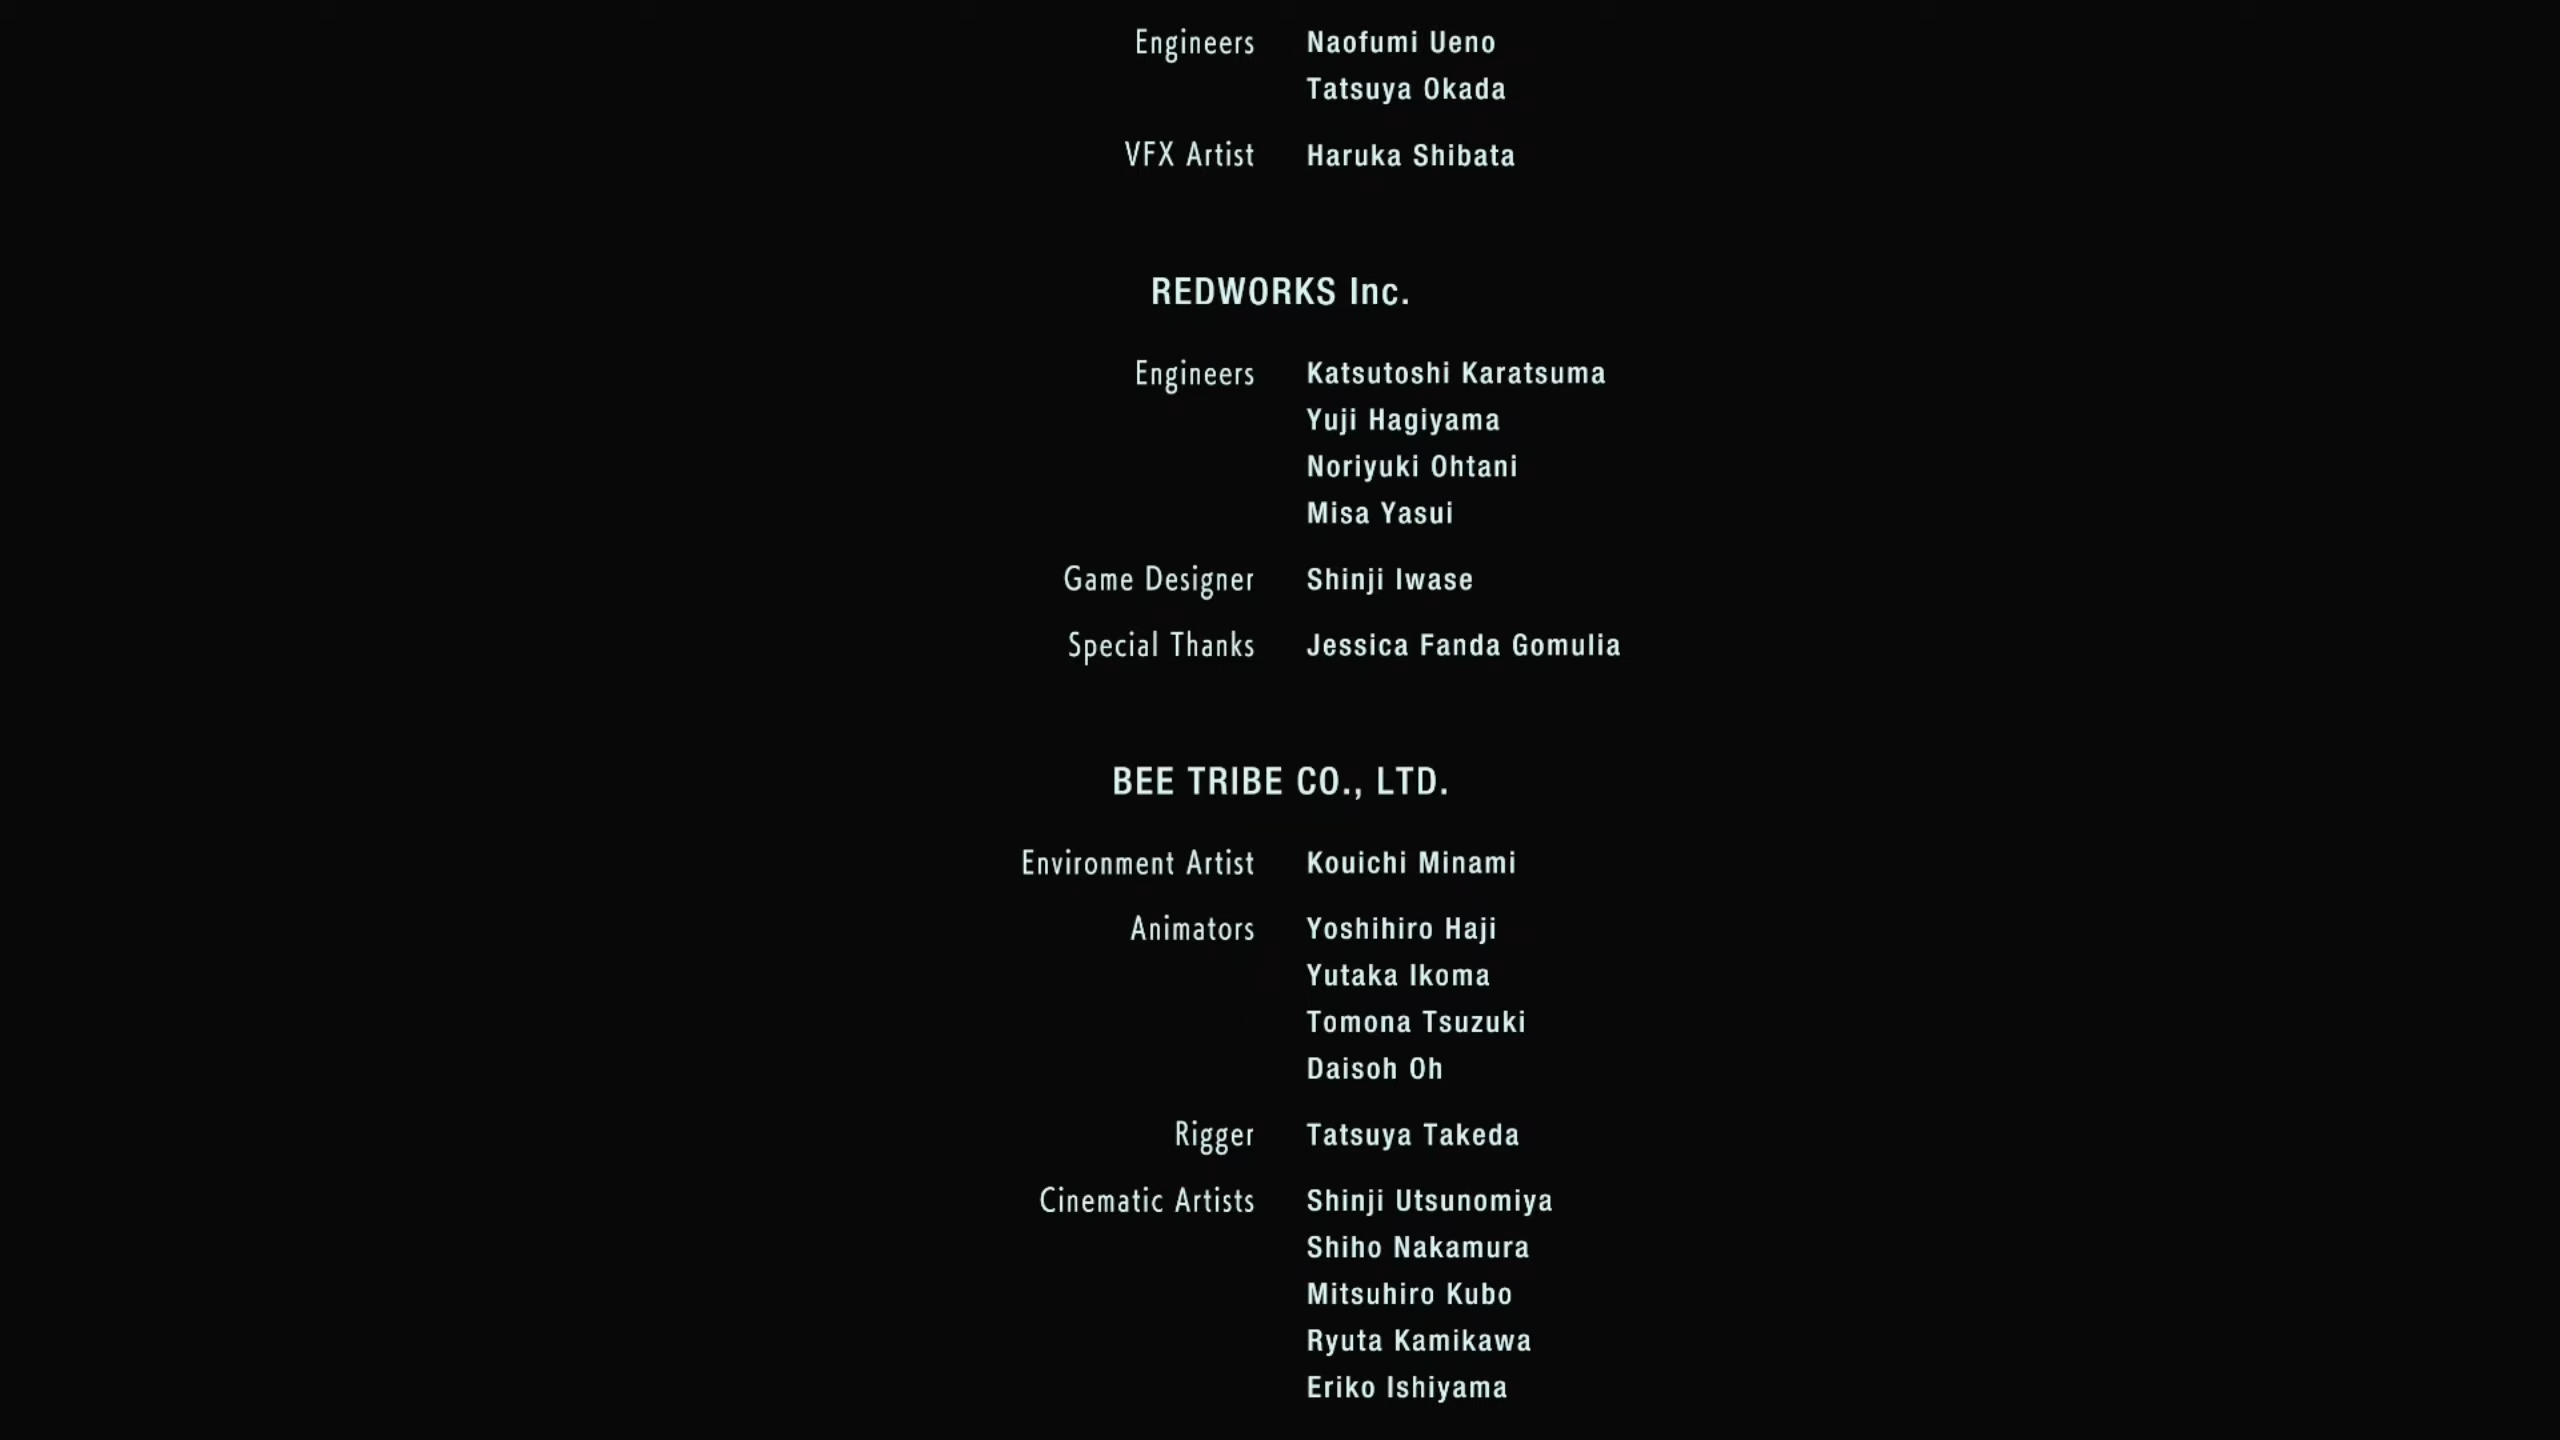 Engineers Naofumi Ueno
Tatsuya Okada
VFX Artist Haruka Shibata
REDWORKS Inc.
Engineers Katsutoshi Karatsuma
Yuji Hagiyama
Noriyuki Ohtani
Misa Yasui
Game Designer Shinji Iwase
Special Thanks Jessica Fanda Gomulia
BEE TRIBE CO., LTD.
Environment Artist Kouichi Minami
Animators Yoshihiro Haji
Yutaka Ikoma
Tomona Tsuzuki
Daisoh Oh
Rigger Tatsuya Takeda
Cinematic Artists Shinji Utsunomiya
Shiho Nakamura
Mitsuhiro Kubo
Ryuta Kamikawa
Eriko Ishiyama